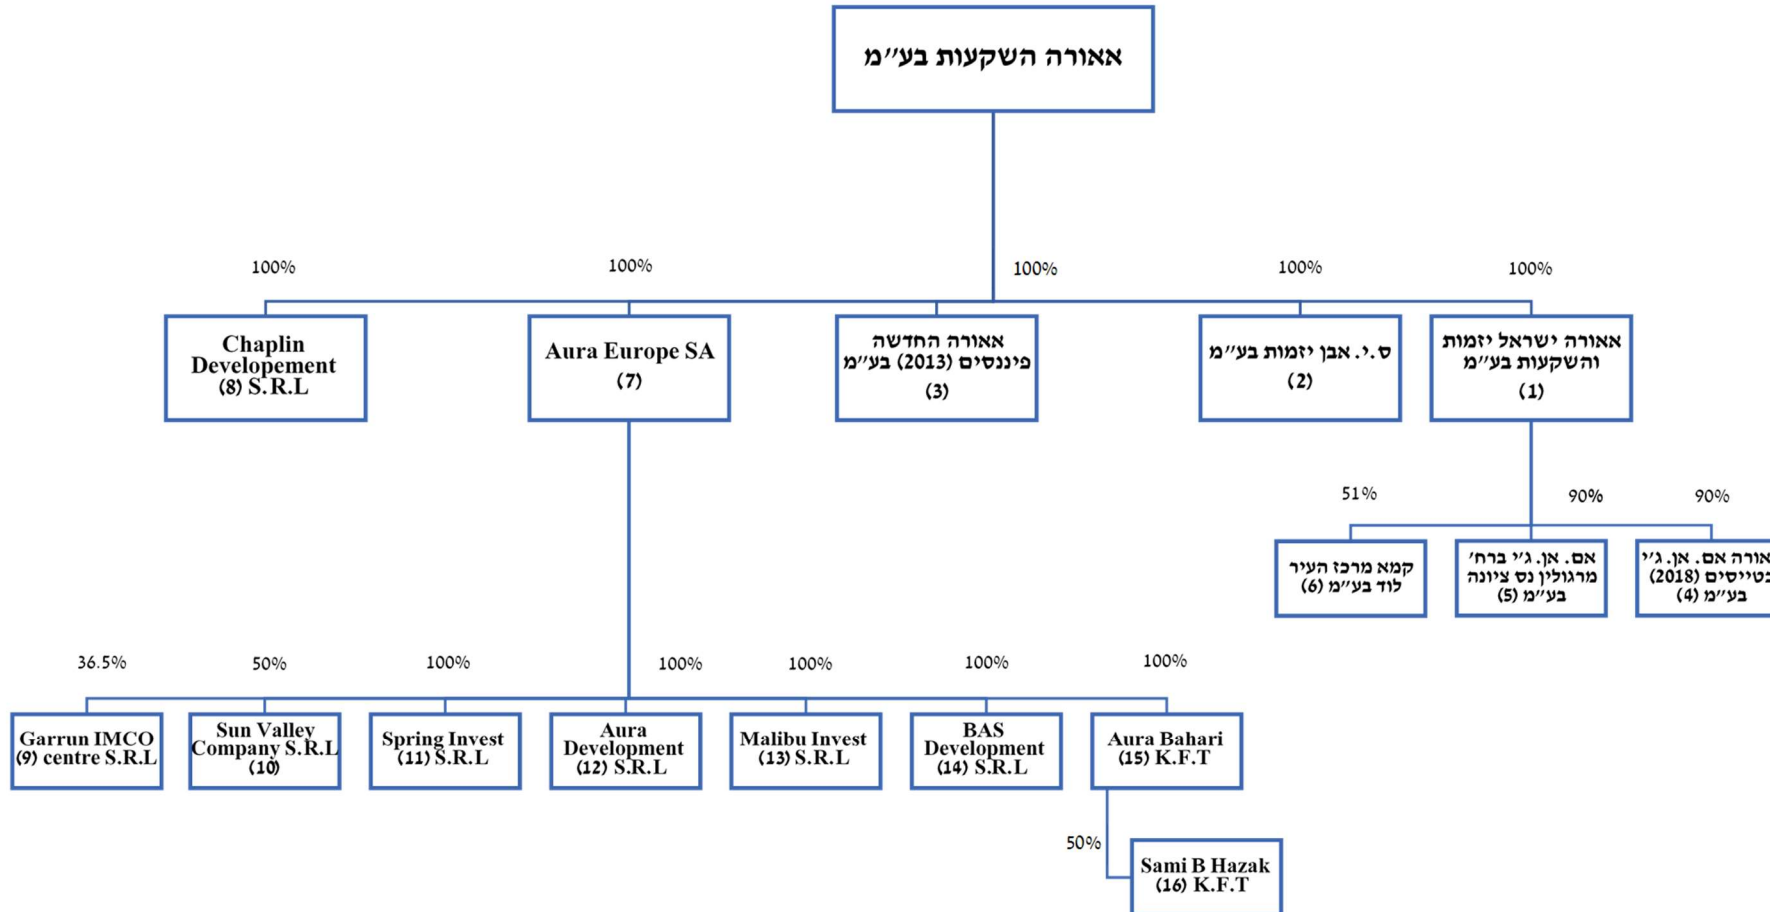 אאורה השקעות בע״מ
100%
100%
100%
100%
100%
Chaplin
Developement
(8) S.R.L
Aura Europe SA
(7)
אאורה החדשה
פיננסים (2013) בע״מ
(3)
ס.י. אבן יזמות בע״מ
(2)
אאורה ישראל יזמות
והשקעות בע״מ
(1)
51%
90%
90%
קמא מרכז העיר
לוד בע״מ (6)
אם. אן. ג׳י ברח׳
מרגולין נס ציונה
בע״מ (5)
אורה אם. אן. ג׳י
(2018)
בע״מ (4)
36.5%
50%
100%
100%
100%
100%
100%
Garrun IMCO
(9) centre S.R.L
Sun Valley
Company S.R.L
(10)
Spring Invest
(11) S.R.L
Aura
Development
(12) S.R.L
Malibu Invest
(13) S.R.L
BAS
Development
(14) S.R.L
Aura Bahari
(15) K.F.T
50%
Sami B Hazak
(16) K.F.T